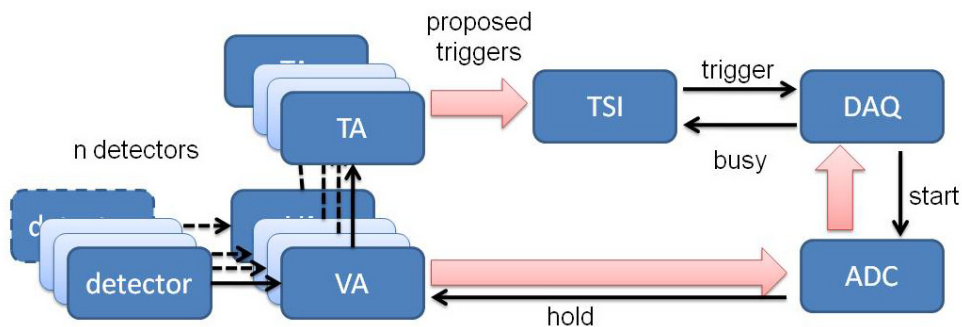 proposed
triggers
trigger
TA
TSI
DAQ
busy
n detectors
start
detector
VA
ADC
hold